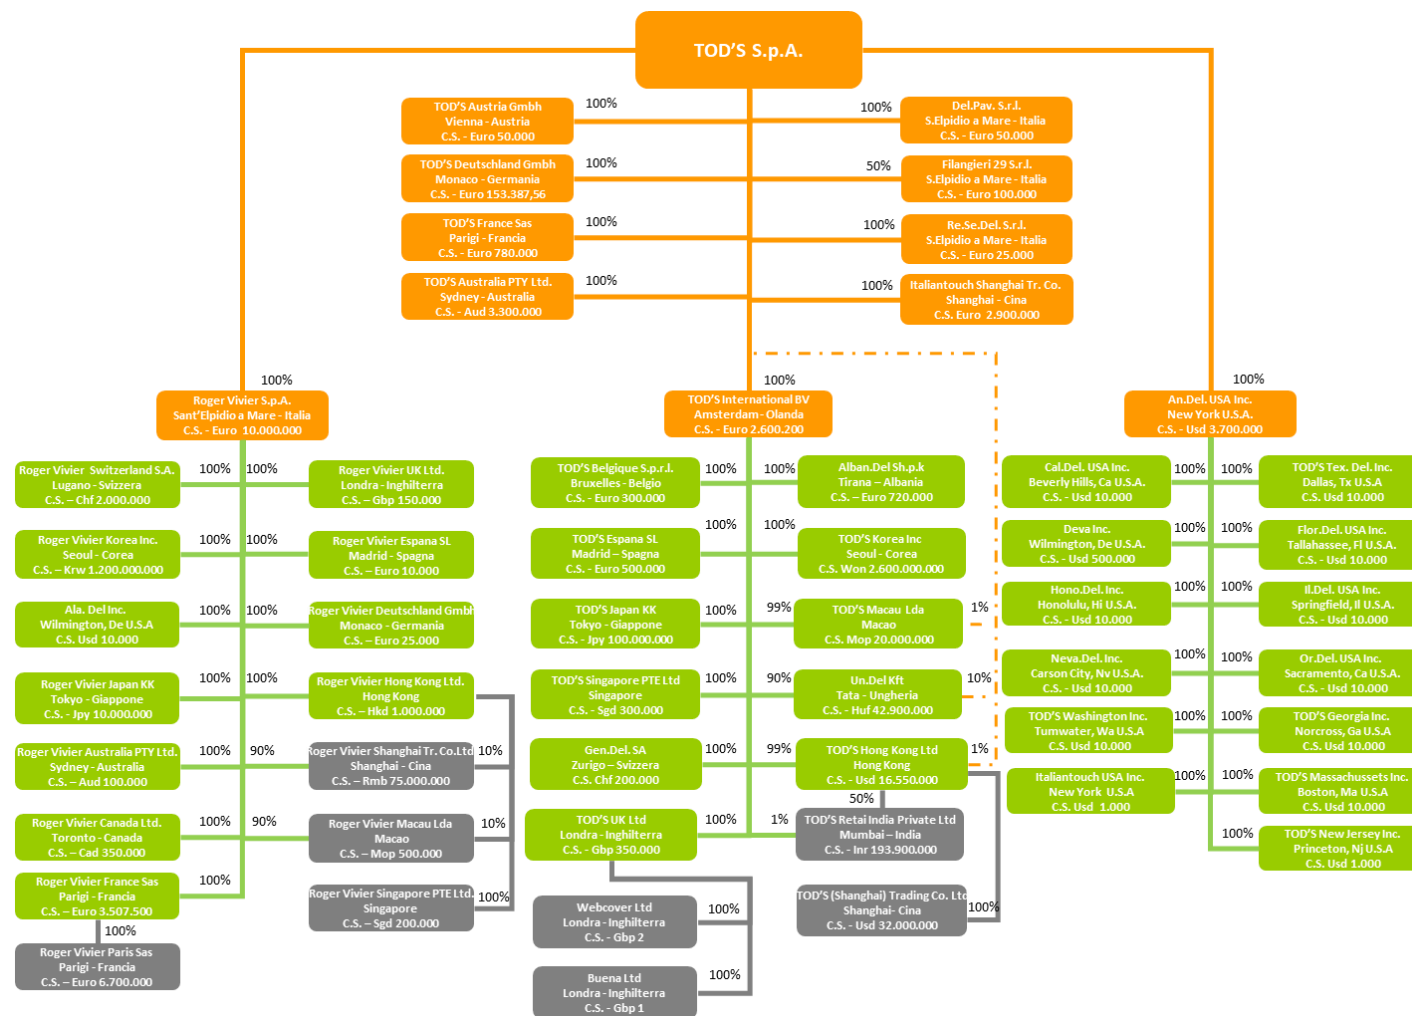 TOD'S S.p.A.
TOD'S Austria Gmbh
Vienna - Austria
C.S. - Euro 50.000
100%
100%
Del.Pav. S.r.l.
S.Elpidio a Mare - Italia
C.S. - Euro 50.000
TOD'S Deutschland Gmbh
Monaco - Germania
C.S. - Euro 153.387,56
100%
50%
Filangieri 29 S.r.l.
S.Elpidio a Mare - Italia
C.S. - Euro 100.000
TOD'S France Sas
Parigi - Francia
C.S. - Euro 780.000
100%
100%
Re.Se.Del. S.r.l.
S.Elpidio a Mare - Italia
C.S. - Euro 25.000
TOD'S Australia PTY Ltd.
Sydney - Australia
C.S. - Aud 3.300.000
100%
100%
Italiantouch Shanghai Tr. Co.
Shanghai - Cina
C.S. Euro 2.900.000
100%
Roger Vivier S.p.A.
Sant'Elpidio a Mare - Italia
C.S. - Euro 10.000.000
100%
TOD'S International BV
Amsterdam - Olanda
C.S. - Euro 2.600.200
100%
An.Del. USA Inc.
New York U.S.A.
C.S. - Usd 3.700.000
Roger Vivier Switzerland S.A.
Lugano - Svizzera
C.S. – Chf 2.000.000
100%
100%
Roger Vivier UK Ltd.
Londra - Inghilterra
C.S. – Gbp 150.000
Roger Vivier Korea Inc.
Seoul - Corea
C.S. – Krw 1.200.000.000
100%
100%
Roger Vivier Espana SL
Madrid - Spagna
C.S. – Euro 10.000
Ala. Del Inc.
Wilmington, De U.S.A
C.S. Usd 10.000
100%
100%
Roger Vivier Deutschland Gmbh
Monaco - Germania
C.S. – Euro 25.000
Roger Vivier Japan KK
Tokyo - Giappone
C.S. - Jpy 10.000.000
100%
100%
Roger Vivier Hong Kong Ltd.
Hong Kong
C.S. – Hkd 1.000.000
Roger Vivier Australia PTY Ltd.
Sydney - Australia
C.S. – Aud 100.000
100%
90%
Roger Vivier Shanghai Tr. Co.Ltd
Shanghai - Cina
C.S. – Rmb 75.000.000
10%
Roger Vivier Canada Ltd.
Toronto - Canada
C.S. – Cad 350.000
100%
90%
Roger Vivier Macau Lda
Macao
C.S. – Mop 500.000
10%
Roger Vivier France Sas
Parigi - Francia
C.S. – Euro 3.507.500
100%
Roger Vivier Singapore PTE Ltd.
Singapore
C.S. – Sgd 200.000
100%
100%
Roger Vivier Paris Sas
Parigi - Francia
C.S. – Euro 6.700.000
TOD'S Belgique S.p.r.l.
Bruxelles - Belgio
C.S. - Euro 300.000
100%
100%
Alban.Del Sh.p.k
Tirana – Albania
C.S. – Euro 720.000
TOD'S Espana SL
Madrid – Spagna
C.S. – Euro 500.000
100%
100%
TOD'S Korea Inc
Seoul - Corea
C.S. Won 2.600.000.000
TOD'S Japan KK
Tokyo - Giappone
C.S. - Jpy 100.000.000
100%
99%
TOD'S Macau Lda
Macao
C.S. Mop 20.000.000
1%
TOD'S Singapore PTE Ltd
Singapore
C.S. - Sgd 300.000
100%
90%
Un.Del Kft
Tata - Ungheria
C.S. - Huf 42.900.000
10%
Gen.Del. SA
Zurigo – Svizzera
C.S. Chf 200.000
100%
99%
TOD'S Hong Kong Ltd
Hong Kong
C.S. - Usd 16.550.000
1%
50%
TOD'S UK Ltd
Londra - Inghilterra
C.S. - Gbp 350.000
100%
1%
TOD'S Retai India Private Ltd
Mumbai – India
C.S. - Inr 193.900.000
Webcover Ltd
Londra - Inghilterra
C.S. - Gbp 2
100%
TOD'S (Shanghai) Trading Co. Ltd
Shanghai- Cina
C.S. - Usd 32.000.000
100%
Buena Ltd
Londra - Inghilterra
C.S. - Gbp 1
100%
Cal.Del. USA Inc.
Beverly Hills, Ca U.S.A.
C.S. - Usd 10.000
100%
100%
TOD'S Tex. Del. Inc.
Dallas, Tx U.S.A
C.S. Usd 10.000
Deva Inc.
Wilmington, De U.S.A.
C.S. - Usd 500.000
100%
100%
Flor.Del. USA Inc.
Tallahassee, Fl U.S.A.
C.S. - Usd 10.000
Hono.Del. Inc.
Honolulu, Hi U.S.A.
C.S. - Usd 10.000
100%
100%
Il.Del. USA Inc.
Springfield, Il U.S.A.
C.S. - Usd 10.000
Neva.Del. Inc.
Carson City, Nv U.S.A.
C.S. - Usd 10.000
100%
100%
Or.Del. USA Inc.
Sacramento, Ca U.S.A.
C.S. - Usd 10.000
TOD'S Washington Inc.
Tumwater, Wa U.S.A
C.S. Usd 10.000
100%
100%
TOD'S Georgia Inc.
Norcross, Ga U.S.A
C.S. Usd 10.000
Italiantouch USA Inc.
New York U.S.A
C.S. Usd 1.000
100%
100%
TOD'S Massachussets Inc.
Boston, Ma U.S.A
C.S. Usd 10.000
100%
TOD'S New Jersey Inc.
Princeton, Nj U.S.A
C.S. Usd 1.000